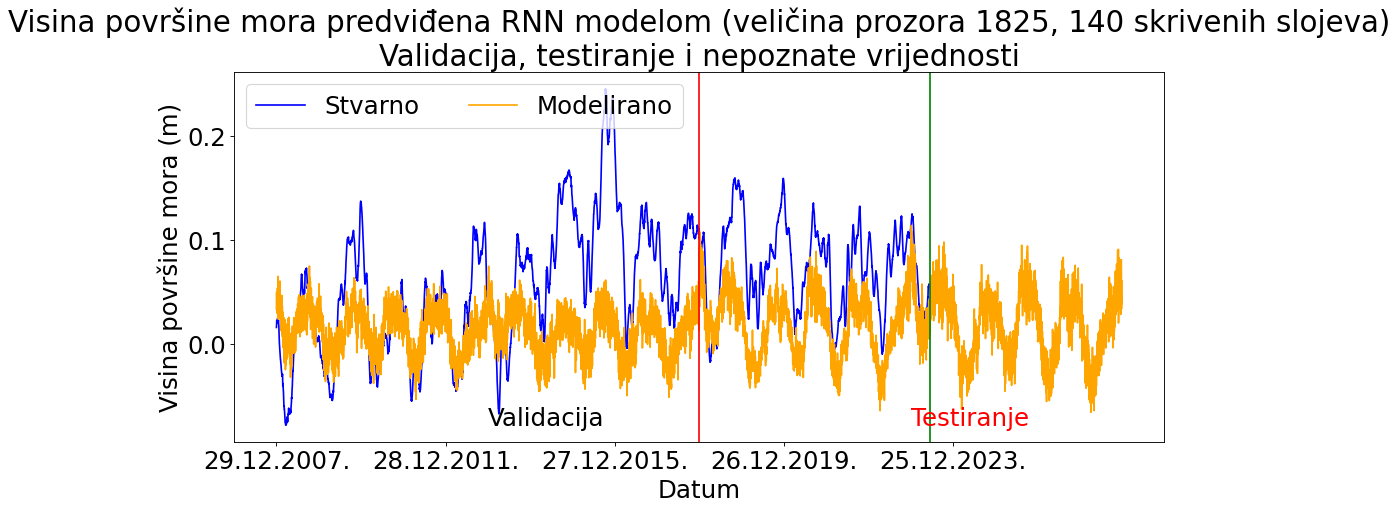 Visina površine mora predviđena RNN modelom (veličina prozora 1825, 140 skrivenih slojeva)
Validacija, testiranje i nepoznate vrijednosti
Stvarno
Modelirano
Visina površine mora (m)
0.2
0.1
0.0
Validacija
Testiranje
29.12.2007.
28.12.2011.
27.12.2015.
26.12.2019.
25.12.2023.
Datum